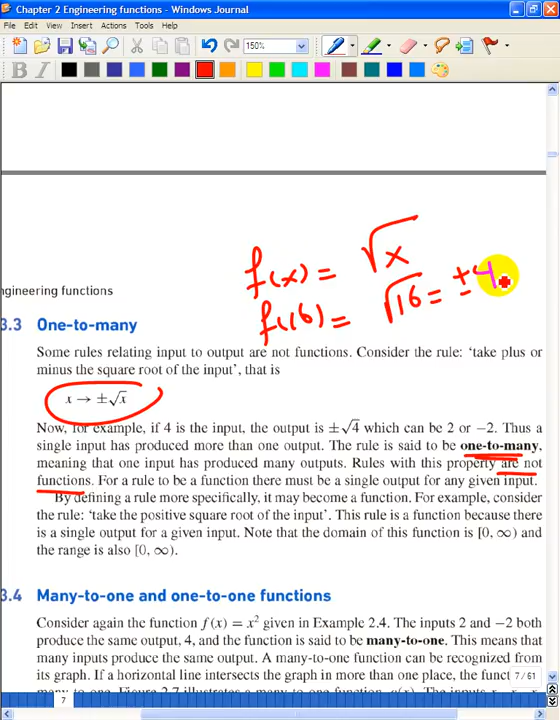 Chapter 2 Engineering functions - Windows Journal
File Edit View Insert Actions Tools Help
150%
B I
f(x) = √x
f(16) = √16 = ±4
ngineering functions
3.3 One-to-many
Some rules relating input to output are not functions. Consider the rule: 'take plus or
minus the square root of the input', that is
x → ±√x
Now, for example, if 4 is the input, the output is ±√4 which can be 2 or −2. Thus a
single input has produced more than one output. The rule is said to be one-to-many,
meaning that one input has produced many outputs. Rules with this property are not
functions. For a rule to be a function there must be a single output for any given input.
By defining a rule more specifically, it may become a function. For example, consider
the rule: 'take the positive square root of the input'. This rule is a function because there
is a single output for a given input. Note that the domain of this function is [0, ∞) and
the range is also [0, ∞).
3.4 Many-to-one and one-to-one functions
Consider again the function f(x) = x² given in Example 2.4. The inputs 2 and −2 both
produce the same output, 4, and the function is said to be many-to-one. This means that
many inputs produce the same output. A many-to-one function can be recognized from
its graph. If a horizontal line intersects the graph in more than one place, the funct
7 / 61
7